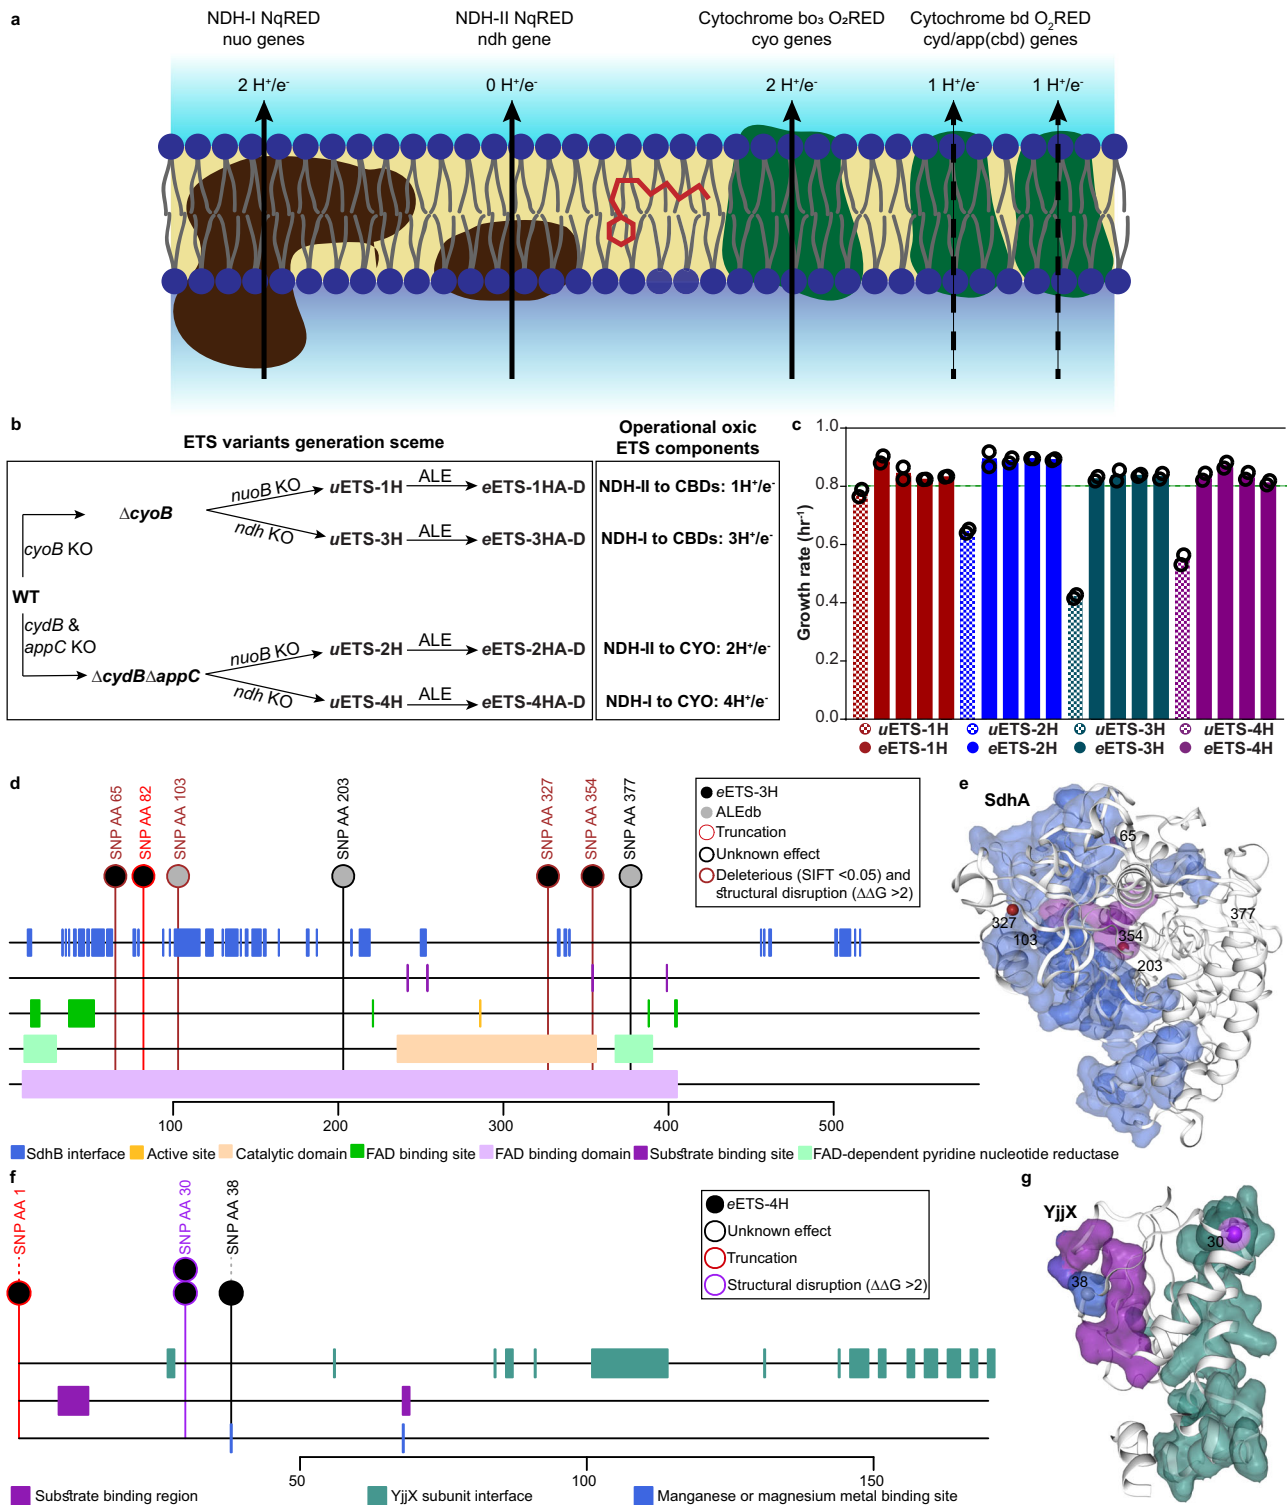 a
NDH-I NqRED
nuo genes
NDH-II NqRED
ndh gene
Cytochrome bo₃ O₂RED
cyo genes
Cytochrome bd O₂RED
cyd/app(cbd) genes
2 H⁺/e⁻
0 H⁺/e⁻
2 H⁺/e⁻
1 H⁺/e⁻
1 H⁺/e⁻
b
ETS variants generation sceme
Operational oxic
ETS components
WT
cyoB KO
ΔcyoB
nuoB KO
uETS-1H
ALE
eETS-1HA-D
NDH-II to CBDs: 1H⁺/e⁻
ndh KO
uETS-3H
ALE
eETS-3HA-D
NDH-I to CBDs: 3H⁺/e⁻
cydB &
appC KO
ΔcydBΔappC
nuoB KO
uETS-2H
ALE
eETS-2HA-D
NDH-II to CYO: 2H⁺/e⁻
ndh KO
uETS-4H
ALE
eETS-4HA-D
NDH-I to CYO: 4H⁺/e⁻
c
Growth rate (hr⁻¹)
1.0
0.8
0.6
0.4
0.2
0.0
uETS-1H
uETS-2H
uETS-3H
uETS-4H
eETS-1H
eETS-2H
eETS-3H
eETS-4H
d
SNP AA 65
SNP AA 82
SNP AA 103
SNP AA 203
SNP AA 327
SNP AA 354
SNP AA 377
eETS-3H
ALEdb
Truncation
Unknown effect
Deleterious (SIFT <0.05) and
structural disruption (ΔΔG >2)
100
200
300
400
500
SdhB interface
Active site
Catalytic domain
FAD binding site
FAD binding domain
Substrate binding site
FAD-dependent pyridine nucleotide reductase
e
SdhA
65
327
103
354
377
203
f
SNP AA 1
SNP AA 30
SNP AA 38
eETS-4H
Unknown effect
Truncation
Structural disruption (ΔΔG >2)
50
100
150
Substrate binding region
YjjX subunit interface
Manganese or magnesium metal binding site
g
YjjX
30
38